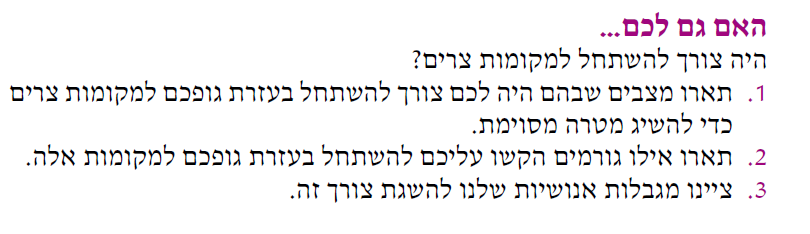 האם גם לכם...
היה צורך להשתחל למקומות צרים?
1. תארו מצבים שבהם היה לכם צורך להשתחל בעזרת גופכם למקומות צרים
כדי להשיג מטרה מסוימת.
2. תארו אילו גורמים הקשו עליכם להשתחל בעזרת גופכם למקומות אלה.
3. ציינו מגבלות אנושיות שלנו להשגת צורך זה.